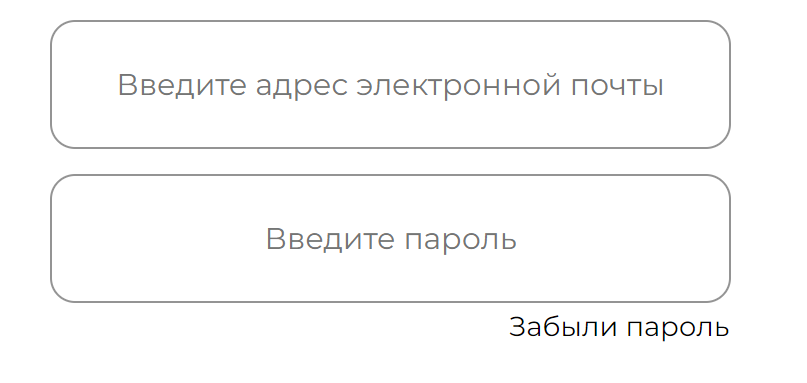 Введите адрес электронной почты
Введите пароль
Забыли пароль